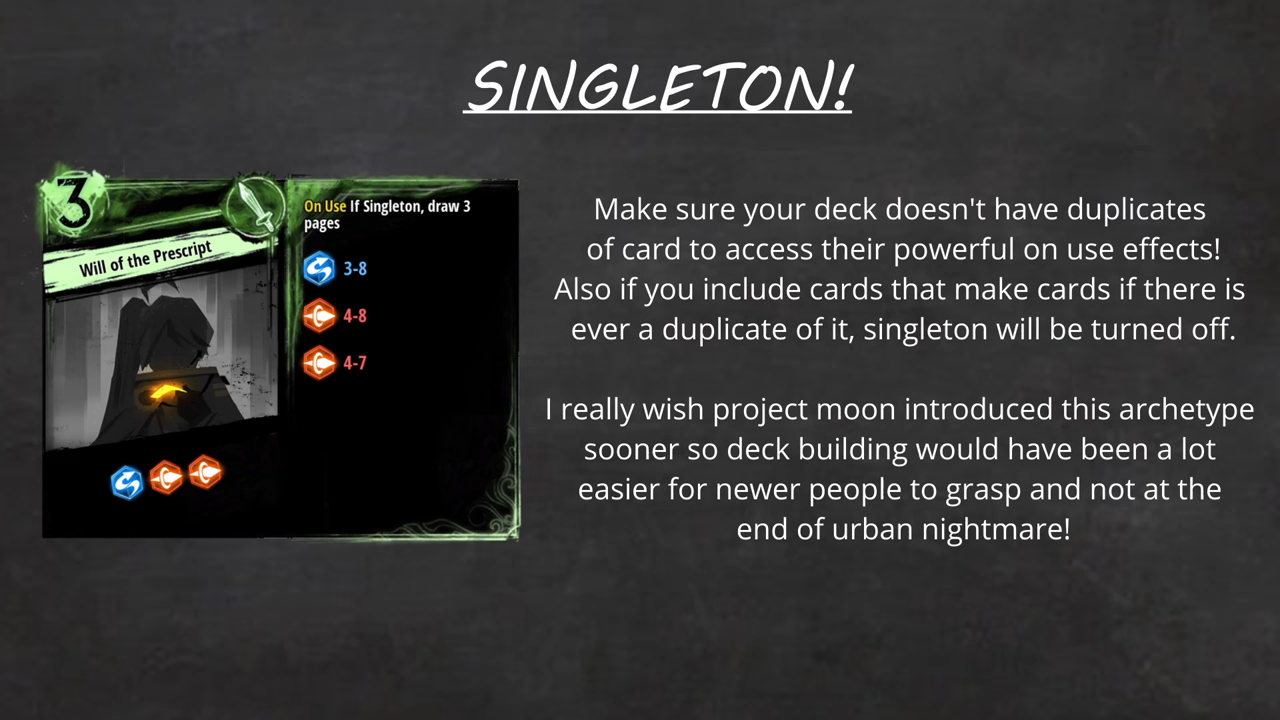 SINGLETON!
3
Will of the Prescript
On Use If Singleton, draw 3
pages
3-8
4-8
4-7
Make sure your deck doesn't have duplicates
of card to access their powerful on use effects!
Also if you include cards that make cards if there is
ever a duplicate of it, singleton will be turned off.
I really wish project moon introduced this archetype
sooner so deck building would have been a lot
easier for newer people to grasp and not at the
end of urban nightmare!